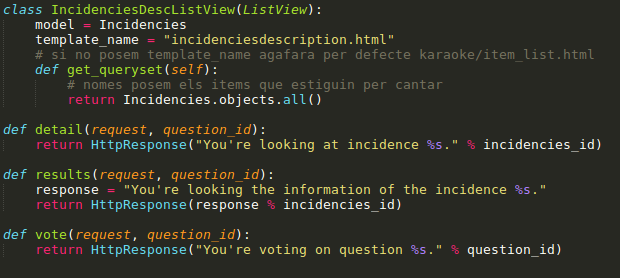 class IncidenciesDescListView(ListView):
    model = Incidencies
    template_name = "incidenciesdescription.html"
    # si no posem template_name agafara per defecte karaoke/item_list.html
    def get_queryset(self):
        # nomes posem els items que estiguin per cantar
        return Incidencies.objects.all()

def detail(request, question_id):
    return HttpResponse("You're looking at incidence %s." % incidencies_id)

def results(request, question_id):
    response = "You're looking the information of the incidence %s."
    return HttpResponse(response % incidencies_id)

def vote(request, question_id):
    return HttpResponse("You're voting on question %s." % question_id)